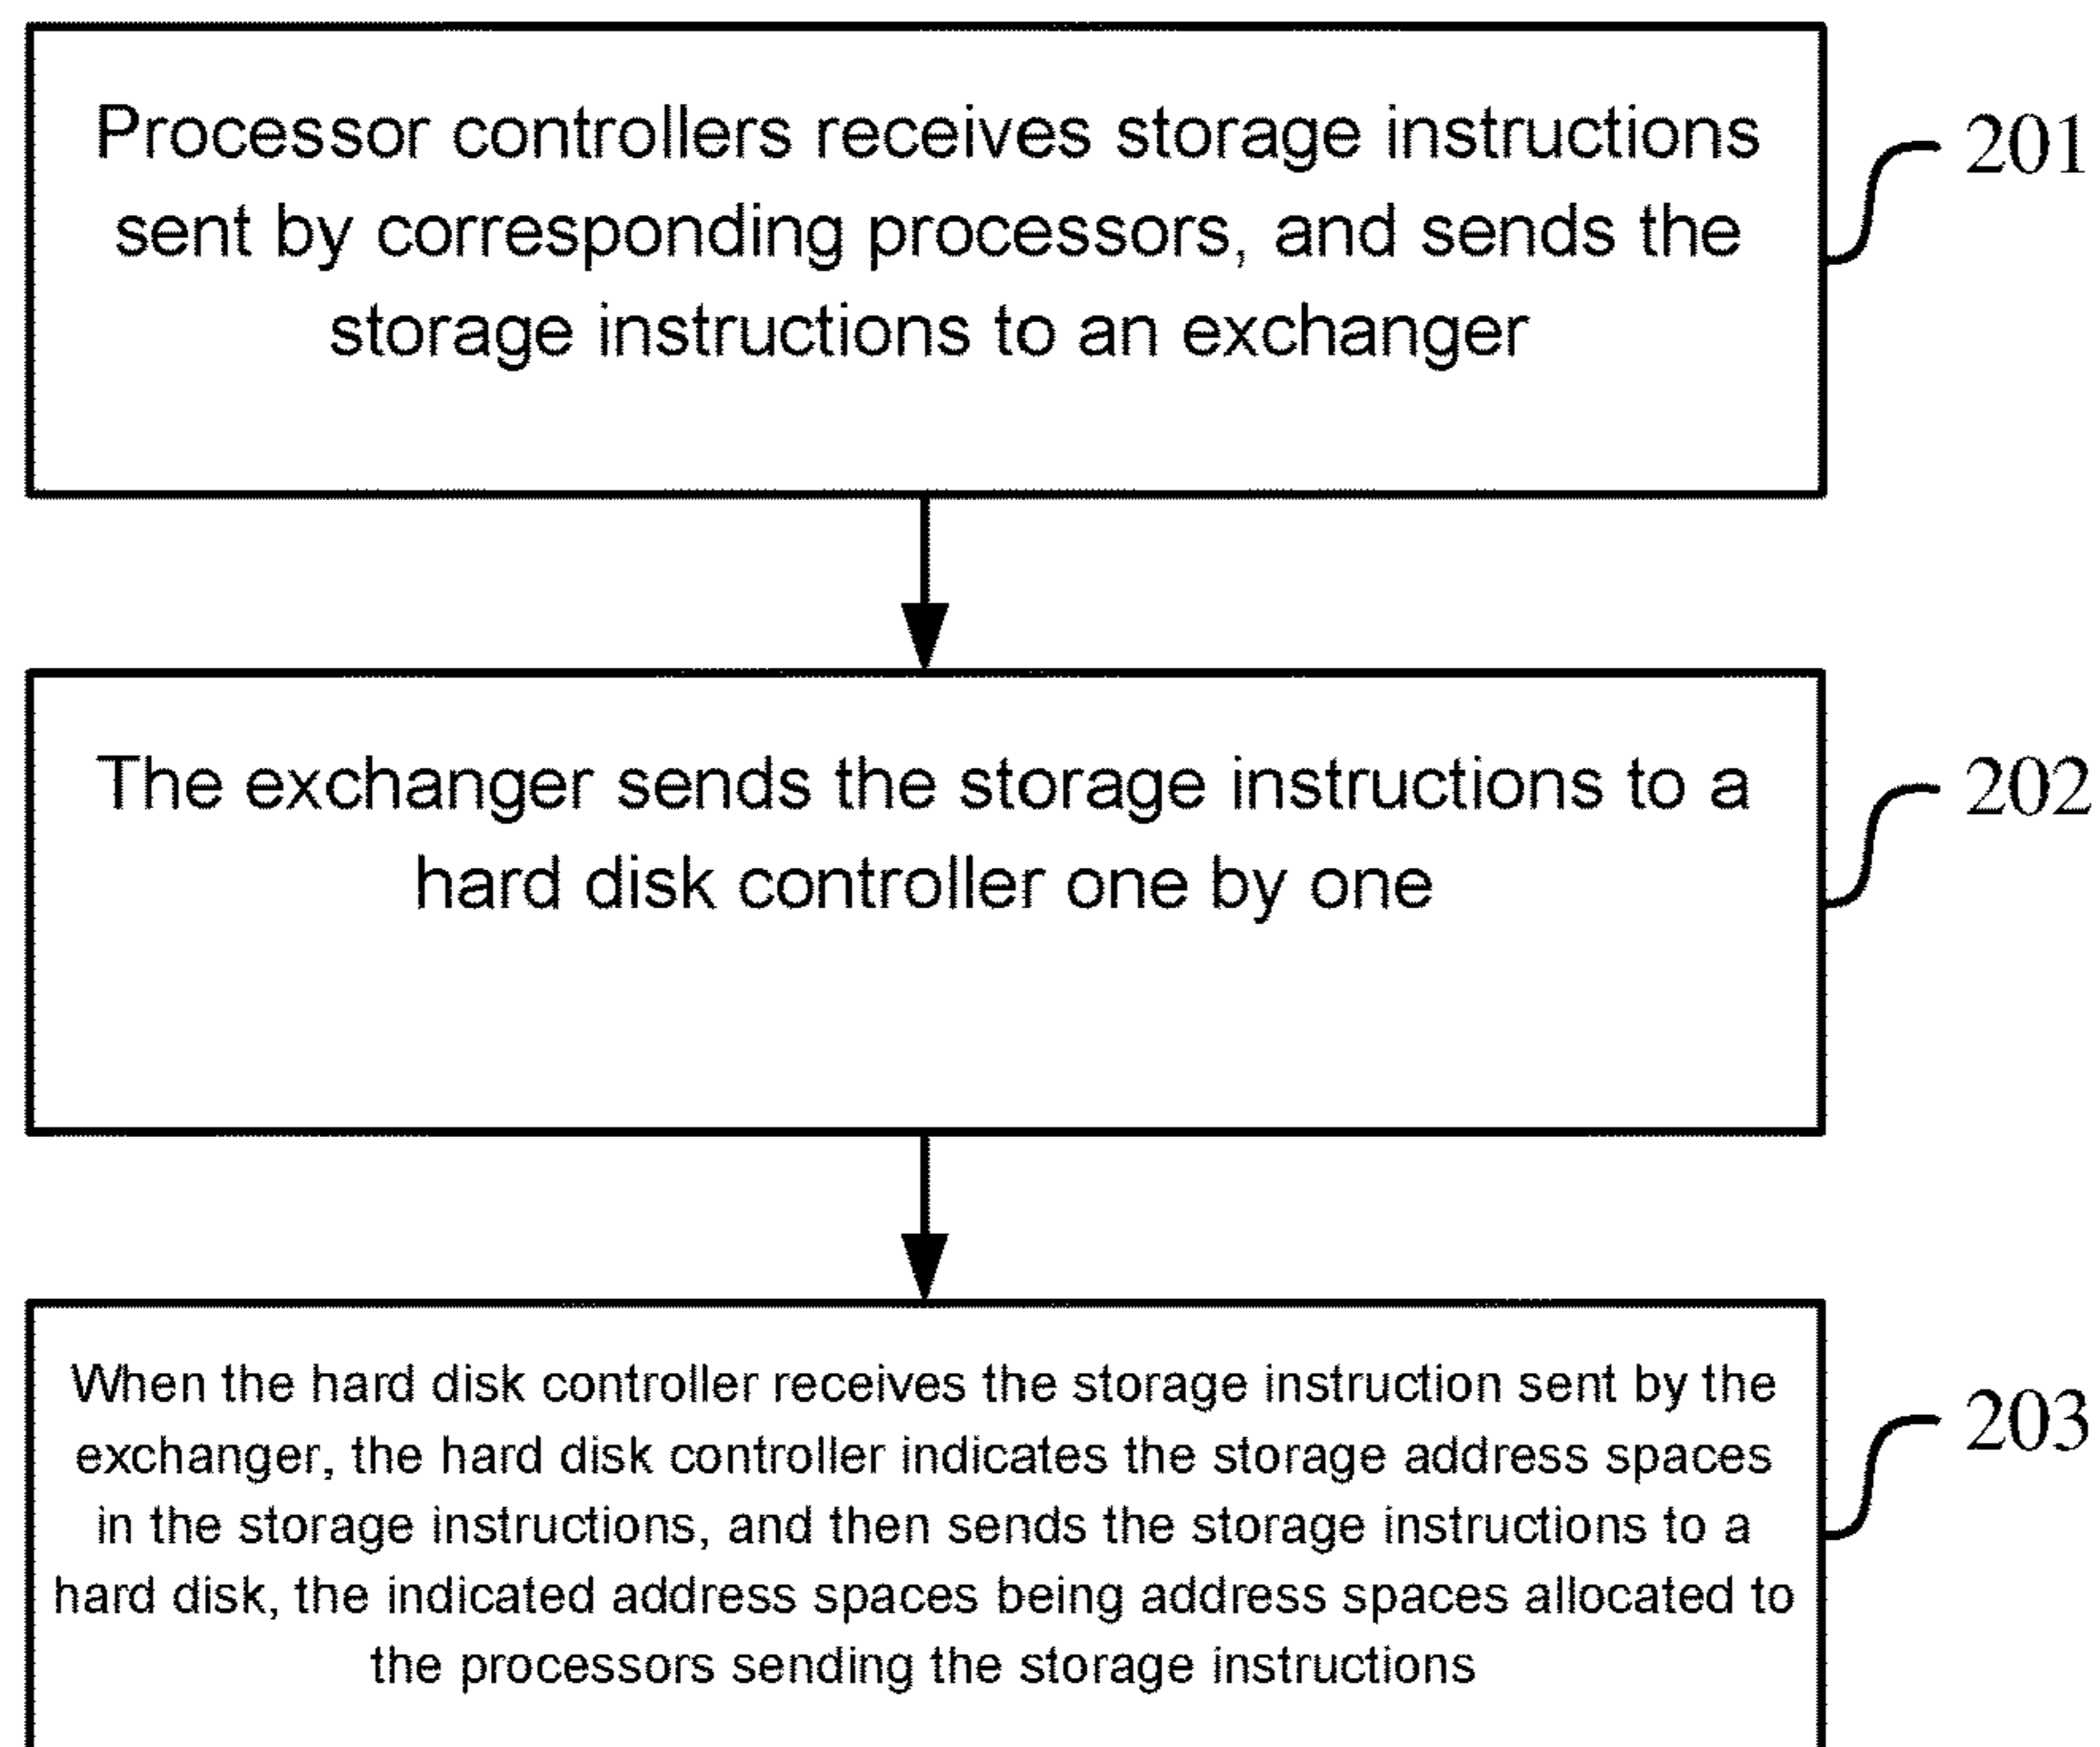 Processor controllers receives storage instructions
sent by corresponding processors, and sends the
storage instructions to an exchanger
201
The exchanger sends the storage instructions to a
hard disk controller one by one
202
When the hard disk controller receives the storage instruction sent by the
exchanger, the hard disk controller indicates the storage address spaces
in the storage instructions, and then sends the storage instructions to a
hard disk, the indicated address spaces being address spaces allocated to
the processors sending the storage instructions
203